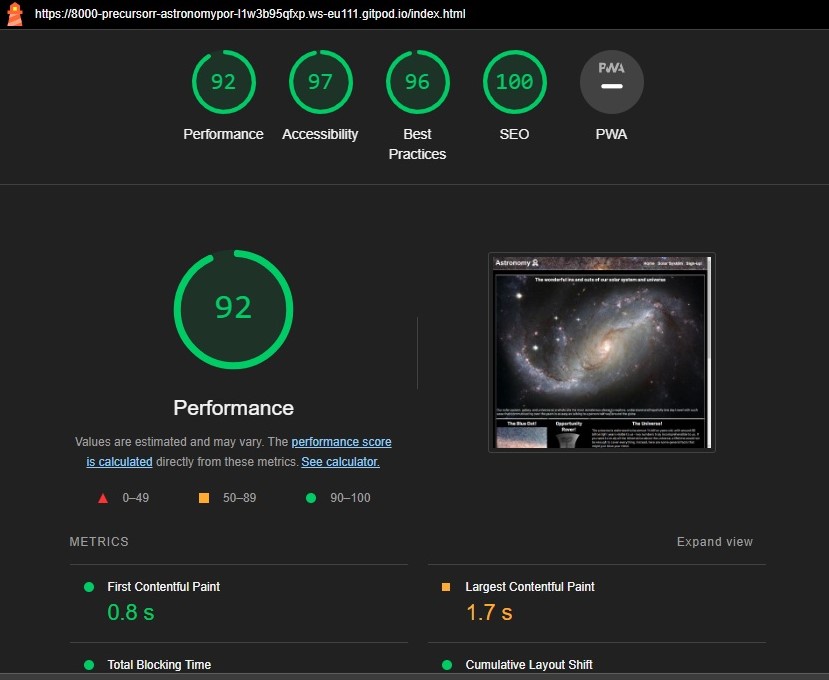 https://8000-precursorr-astronomypor-l1w3b95qfxp.ws-eu111.gitpod.io/index.html
92 97 96 100 PWA
Performance Accessibility Best Practices SEO PWA
92
Astronomy Home Solar System Sign-up
The wonderful ins and outs of our solar system and universe
The Blue Dot! Opportunity Rover! The Universe!
Performance
Values are estimated and may vary. The performance score
is calculated directly from these metrics. See calculator.
0–49 50–89 90–100
METRICS Expand view
First Contentful Paint Largest Contentful Paint
0.8 s 1.7 s
Total Blocking Time Cumulative Layout Shift